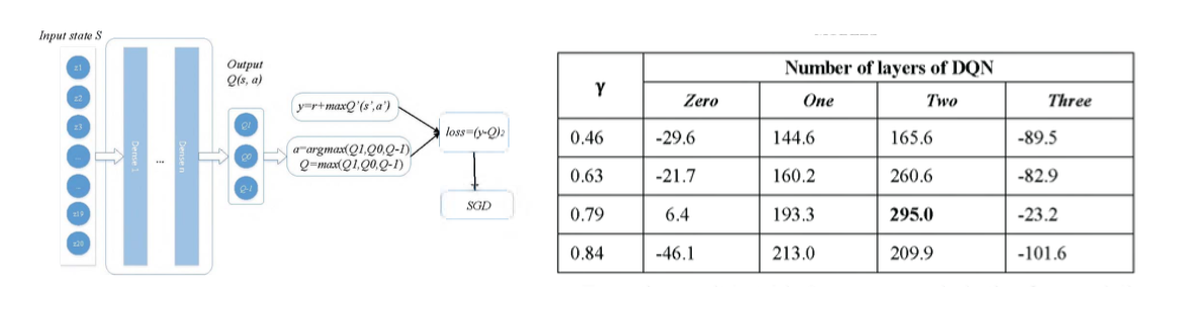 Input state S
z1
z2
z3
...
...
z19
z20
Dense 1
...
Dense n
Output
Q(s, a)
Q1
Q0
Q-1
y=r+maxQ'(s',a')
a=argmax(Q1,Q0,Q-1)
Q=max(Q1,Q0,Q-1)
loss=(y-Q)2
SGD
γ Number of layers of DQN
Zero One Two Three
0.46 -29.6 144.6 165.6 -89.5
0.63 -21.7 160.2 260.6 -82.9
0.79 6.4 193.3 295.0 -23.2
0.84 -46.1 213.0 209.9 -101.6